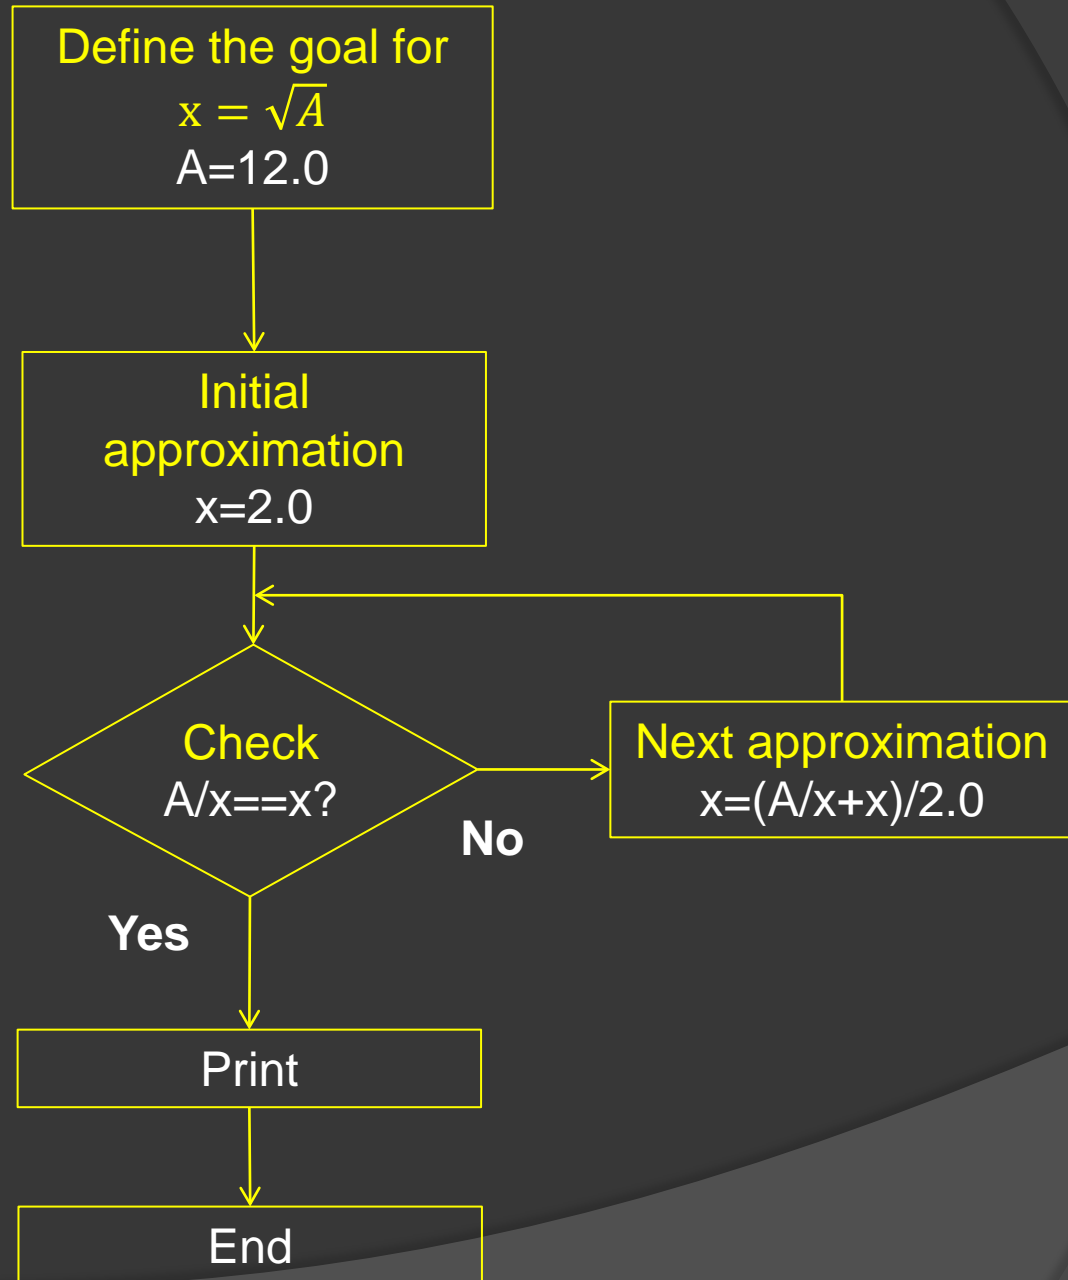 Define the goal for
x = √A
A=12.0
Initial
approximation
x=2.0
Check
A/x==x?
No
Next approximation
x=(A/x+x)/2.0
Yes
Print
End